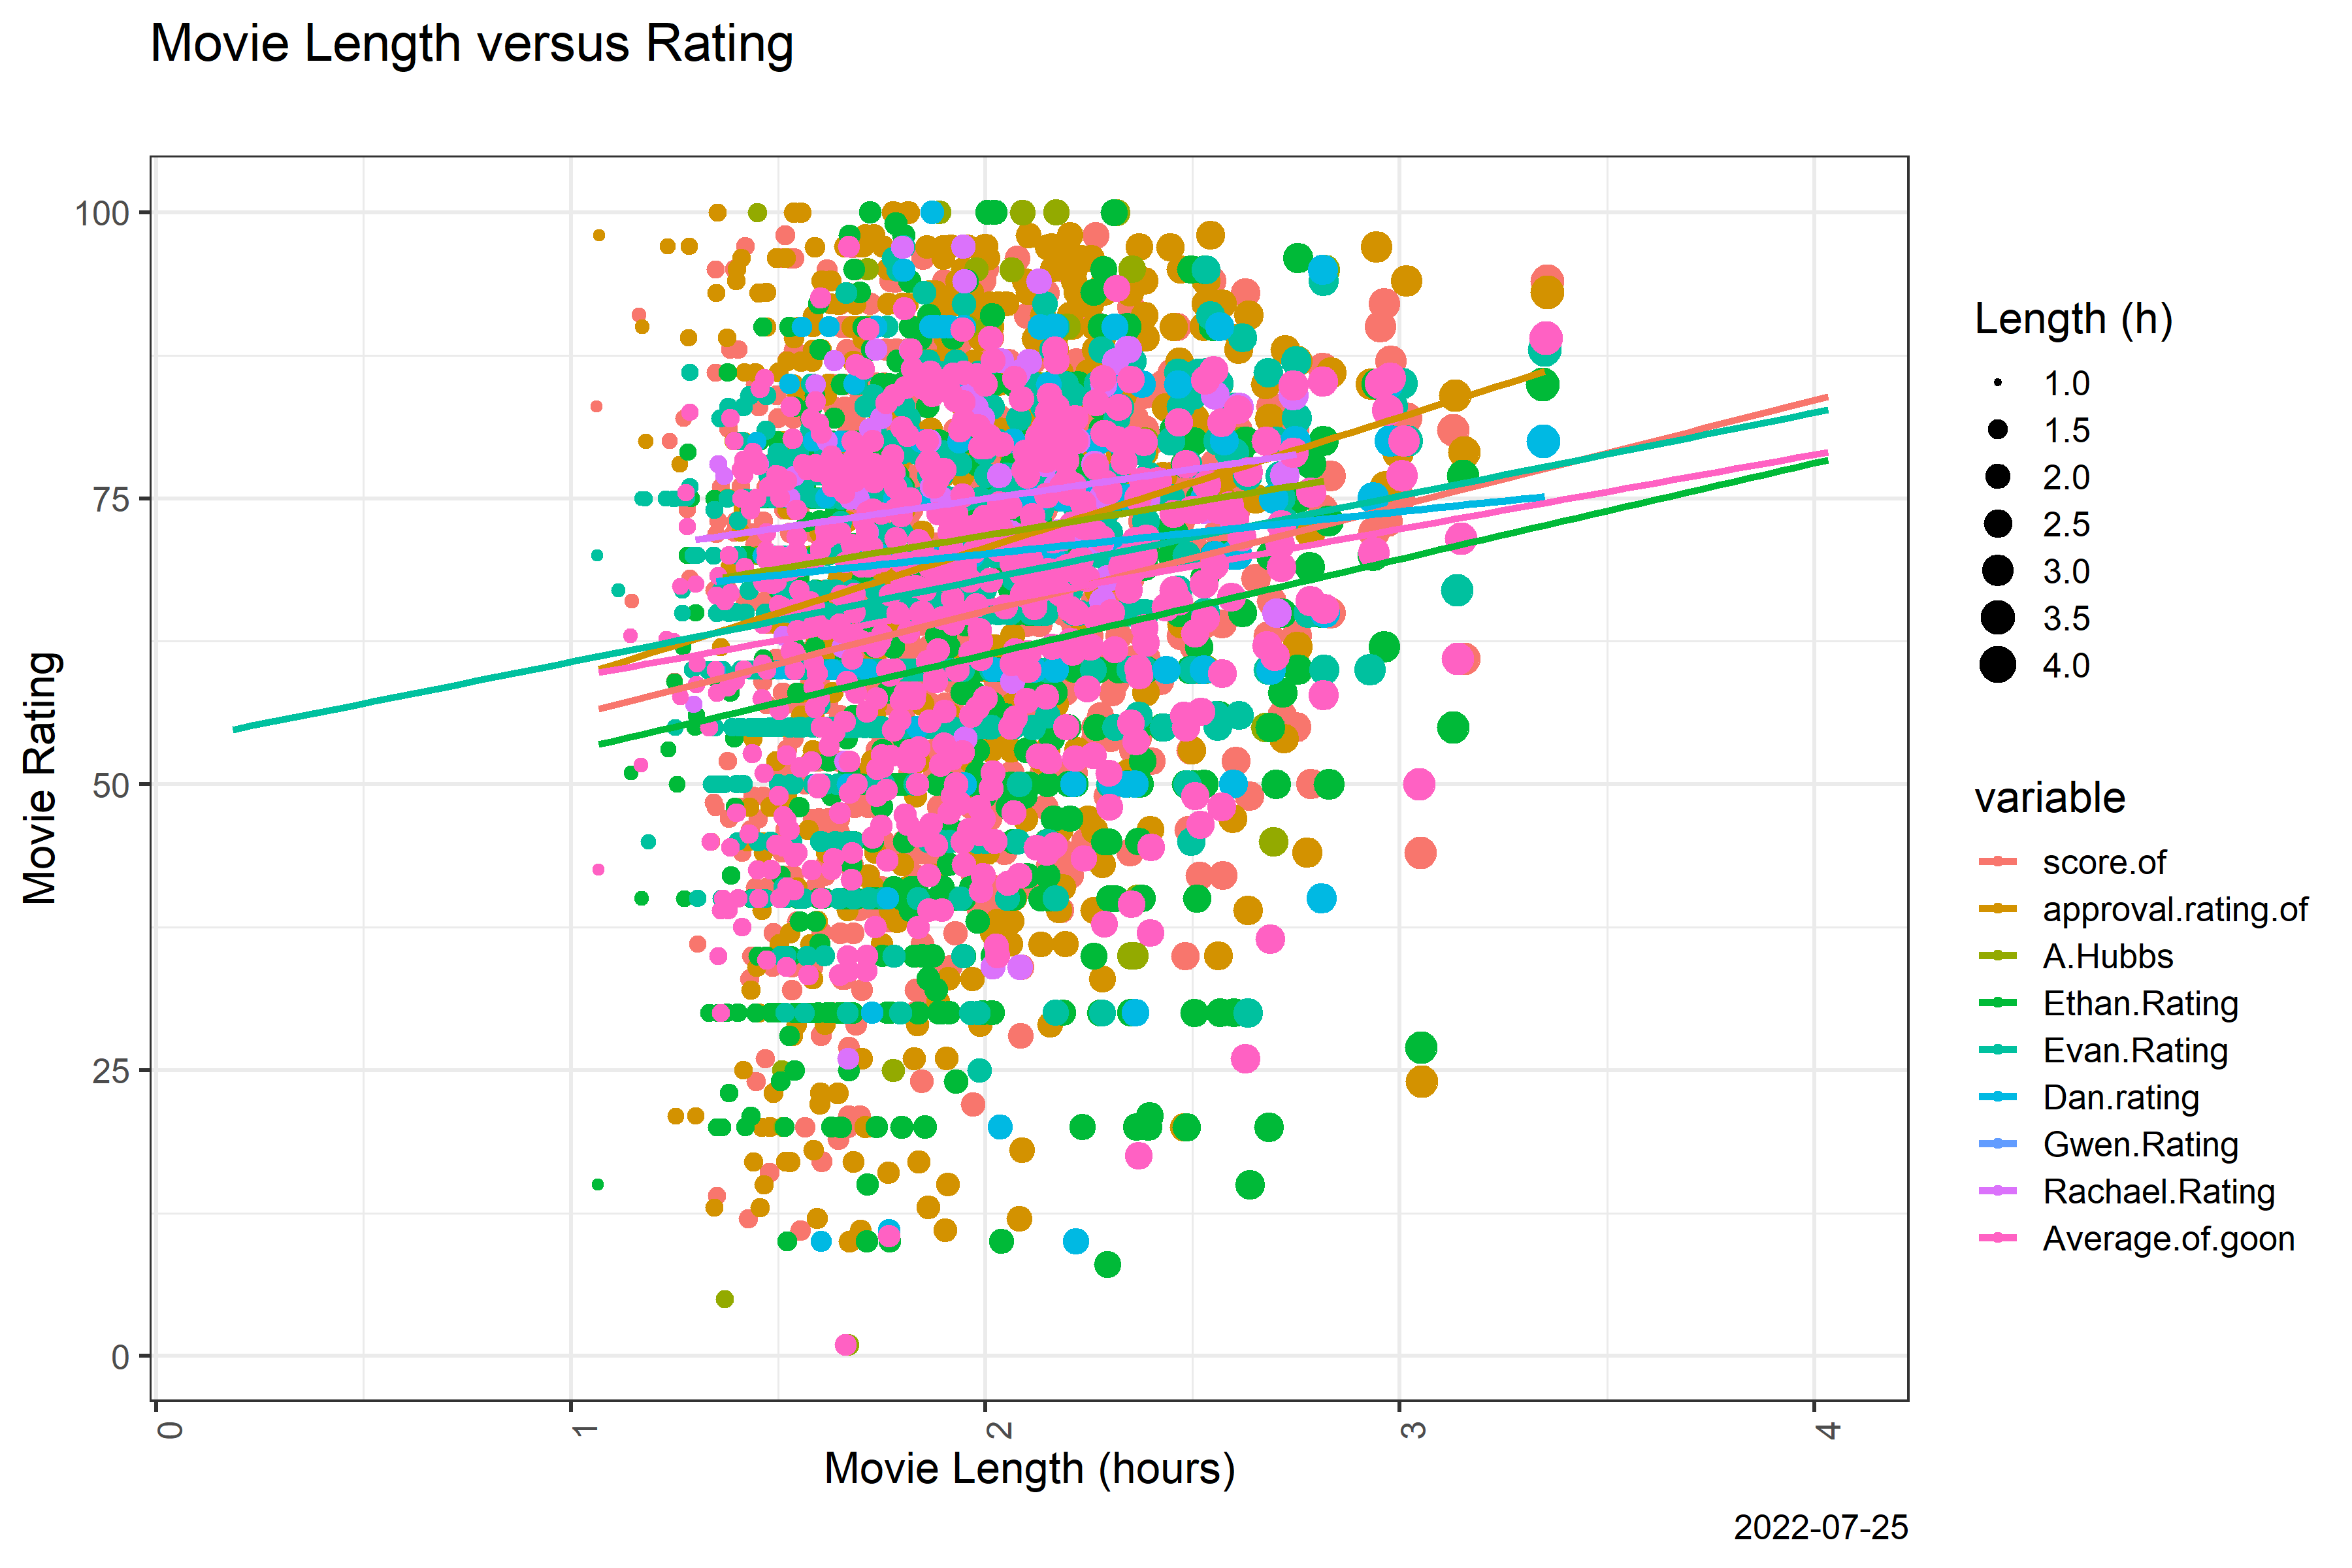 Movie Length versus Rating
100
75
50
25
0
Movie Rating
0
1
2
3
4
Movie Length (hours)
2022-07-25
Length (h)
1.0
1.5
2.0
2.5
3.0
3.5
4.0
variable
score.of
approval.rating.of
A.Hubbs
Ethan.Rating
Evan.Rating
Dan.rating
Gwen.Rating
Rachael.Rating
Average.of.goon